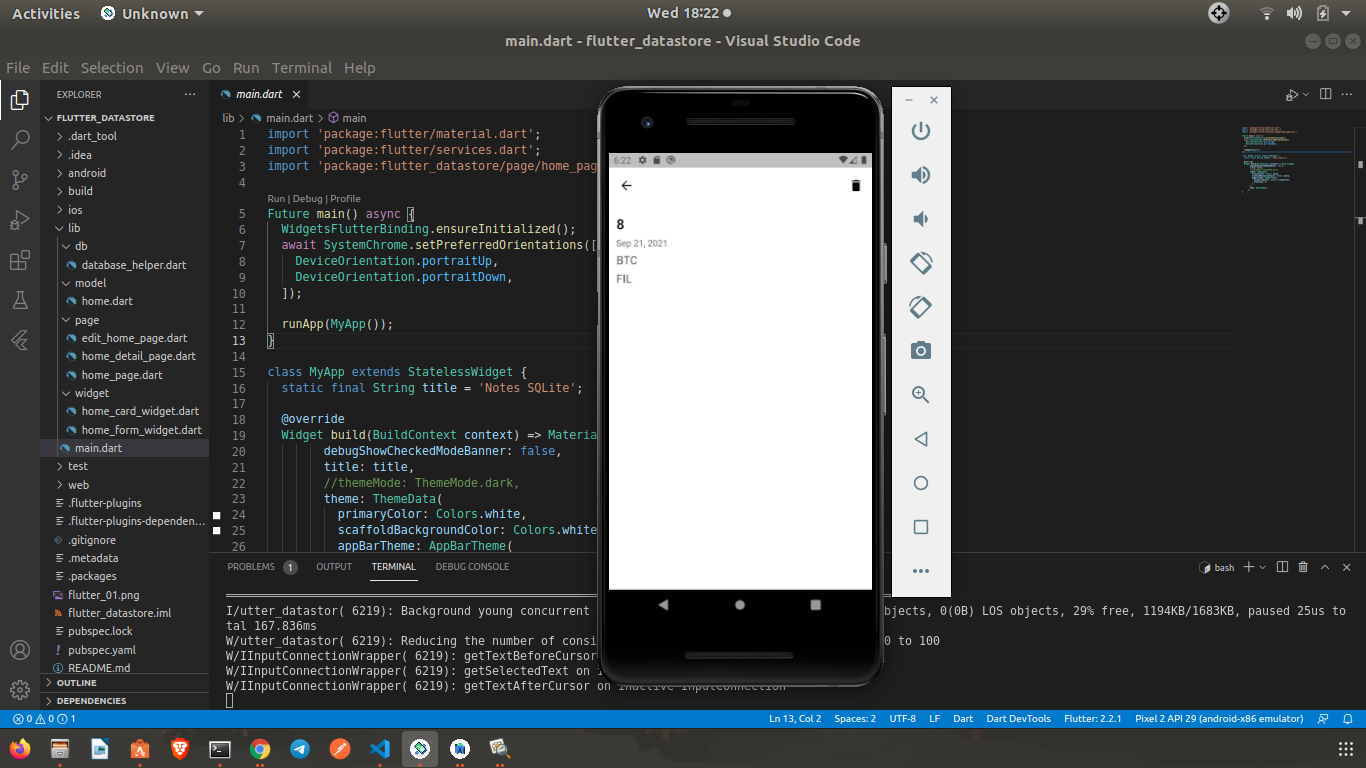 Activities Unknown Wed 18:22
main.dart - flutter_datastore - Visual Studio Code
File Edit Selection View Go Run Terminal Help
EXPLORER
FLUTTER_DATASTORE
.dart_tool
.idea
android
build
ios
lib
db
database_helper.dart
model
home.dart
page
edit_home_page.dart
home_detail_page.dart
home_page.dart
widget
home_card_widget.dart
home_form_widget.dart
main.dart
test
web
.flutter-plugins
.flutter-plugins-dependen...
.gitignore
.metadata
.packages
flutter_01.png
flutter_datastore.iml
pubspec.lock
pubspec.yaml
README.md
OUTLINE
DEPENDENCIES
main.dart
lib > main.dart > main
1 import 'package:flutter/material.dart';
2 import 'package:flutter/services.dart';
3 import 'package:flutter_datastore/page/home_pag
4
Run | Debug | Profile
5 Future main() async {
6 WidgetsFlutterBinding.ensureInitialized();
7 await SystemChrome.setPreferredOrientations([
8 DeviceOrientation.portraitUp,
9 DeviceOrientation.portraitDown,
10 ]);
11
12 runApp(MyApp());
13 }
14
15 class MyApp extends StatelessWidget {
16 static final String title = 'Notes SQLite';
17
18 @override
19 Widget build(BuildContext context) => Materia
20 debugShowCheckedModeBanner: false,
21 title: title,
22 //themeMode: ThemeMode.dark,
23 theme: ThemeData(
24 primaryColor: Colors.white,
25 scaffoldBackgroundColor: Colors.white
26 appBarTheme: AppBarTheme(
6:22
8
Sep 21, 2021
BTC
FIL
PROBLEMS 1 OUTPUT TERMINAL DEBUG CONSOLE bash
I/utter_datastor( 6219): Background young concurrent bjects, 0(0B) LOS objects, 29% free, 1194KB/1683KB, paused 25us to
tal 167.836ms
W/utter_datastor( 6219): Reducing the number of consi 0 to 100
W/IInputConnectionWrapper( 6219): getTextBeforeCursor
W/IInputConnectionWrapper( 6219): getSelectedText on i
W/IInputConnectionWrapper( 6219): getTextAfterCursor on inactive InputConnection
0 0 1 Ln 13, Col 2 Spaces: 2 UTF-8 LF Dart Dart DevTools Flutter: 2.2.1 Pixel 2 API 29 (android-x86 emulator)